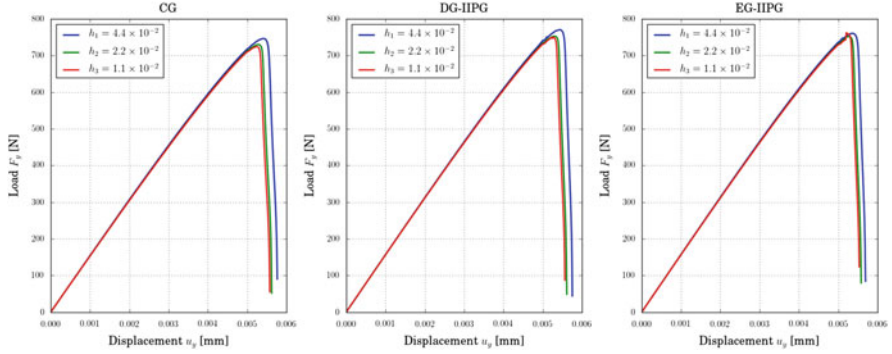 CG
800
700
600
500
400
300
200
100
0
Load F_y [N]
h₁ = 4.4 × 10⁻²
h₂ = 2.2 × 10⁻²
h₃ = 1.1 × 10⁻²
0.000 0.001 0.002 0.003 0.004 0.005 0.006
Displacement u_y [mm]
DG-IIPG
800
700
600
500
400
300
200
100
0
Load F_y [N]
h₁ = 4.4 × 10⁻²
h₂ = 2.2 × 10⁻²
h₃ = 1.1 × 10⁻²
0.000 0.001 0.002 0.003 0.004 0.005 0.006
Displacement u_y [mm]
EG-IIPG
800
700
600
500
400
300
200
100
0
Load F_y [N]
h₁ = 4.4 × 10⁻²
h₂ = 2.2 × 10⁻²
h₃ = 1.1 × 10⁻²
0.000 0.001 0.002 0.003 0.004 0.005 0.006
Displacement u_y [mm]